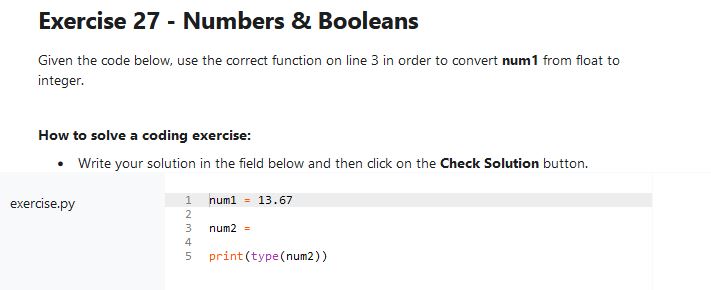 Exercise 27 - Numbers & Booleans
Given the code below, use the correct function on line 3 in order to convert num1 from float to
integer.
How to solve a coding exercise:
• Write your solution in the field below and then click on the Check Solution button.
exercise.py
1 num1 = 13.67
2
3 num2 =
4
5 print(type(num2))